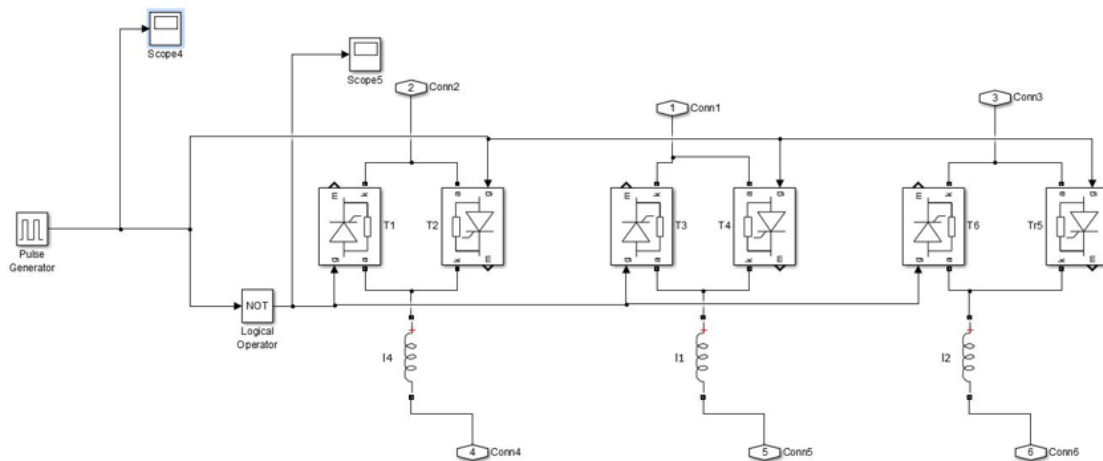 Scope4
Scope5
2 Conn2
1 Conn1
3 Conn3
m k a g
m k a g
m k a g
T1 T2
T3 T4
T6 Tr5
g a k m
g a k m
g a k m
Pulse
Generator
NOT
Logical
Operator
+ + +
l4
l1
l2
4 Conn4
5 Conn5
6 Conn6